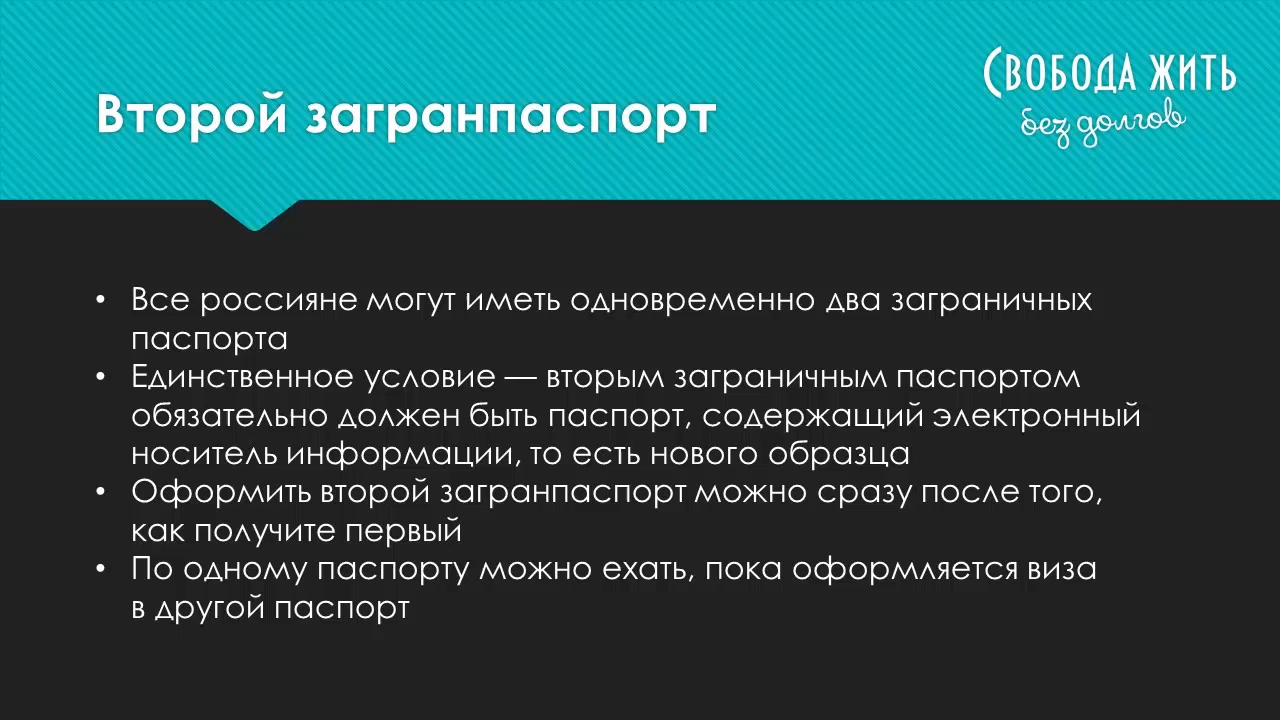 Второй загранпаспорт
СВОБОДА ЖИТЬ
без долгов
• Все россияне могут иметь одновременно два заграничных
паспорта
• Единственное условие — вторым заграничным паспортом
обязательно должен быть паспорт, содержащий электронный
носитель информации, то есть нового образца
• Оформить второй загранпаспорт можно сразу после того,
как получите первый
• По одному паспорту можно ехать, пока оформляется виза
в другой паспорт